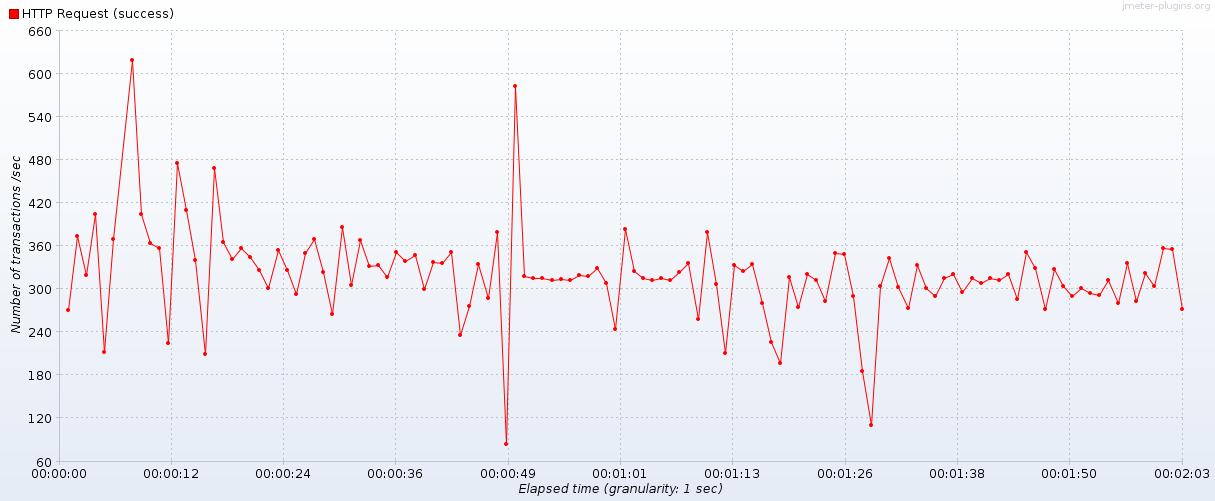 jmeter-plugins.org
HTTP Request (success)
Number of transactions /sec
660
600
540
480
420
360
300
240
180
120
60
00:00:00 00:00:12 00:00:24 00:00:36 00:00:49 00:01:01 00:01:13 00:01:26 00:01:38 00:01:50 00:02:03
Elapsed time (granularity: 1 sec)